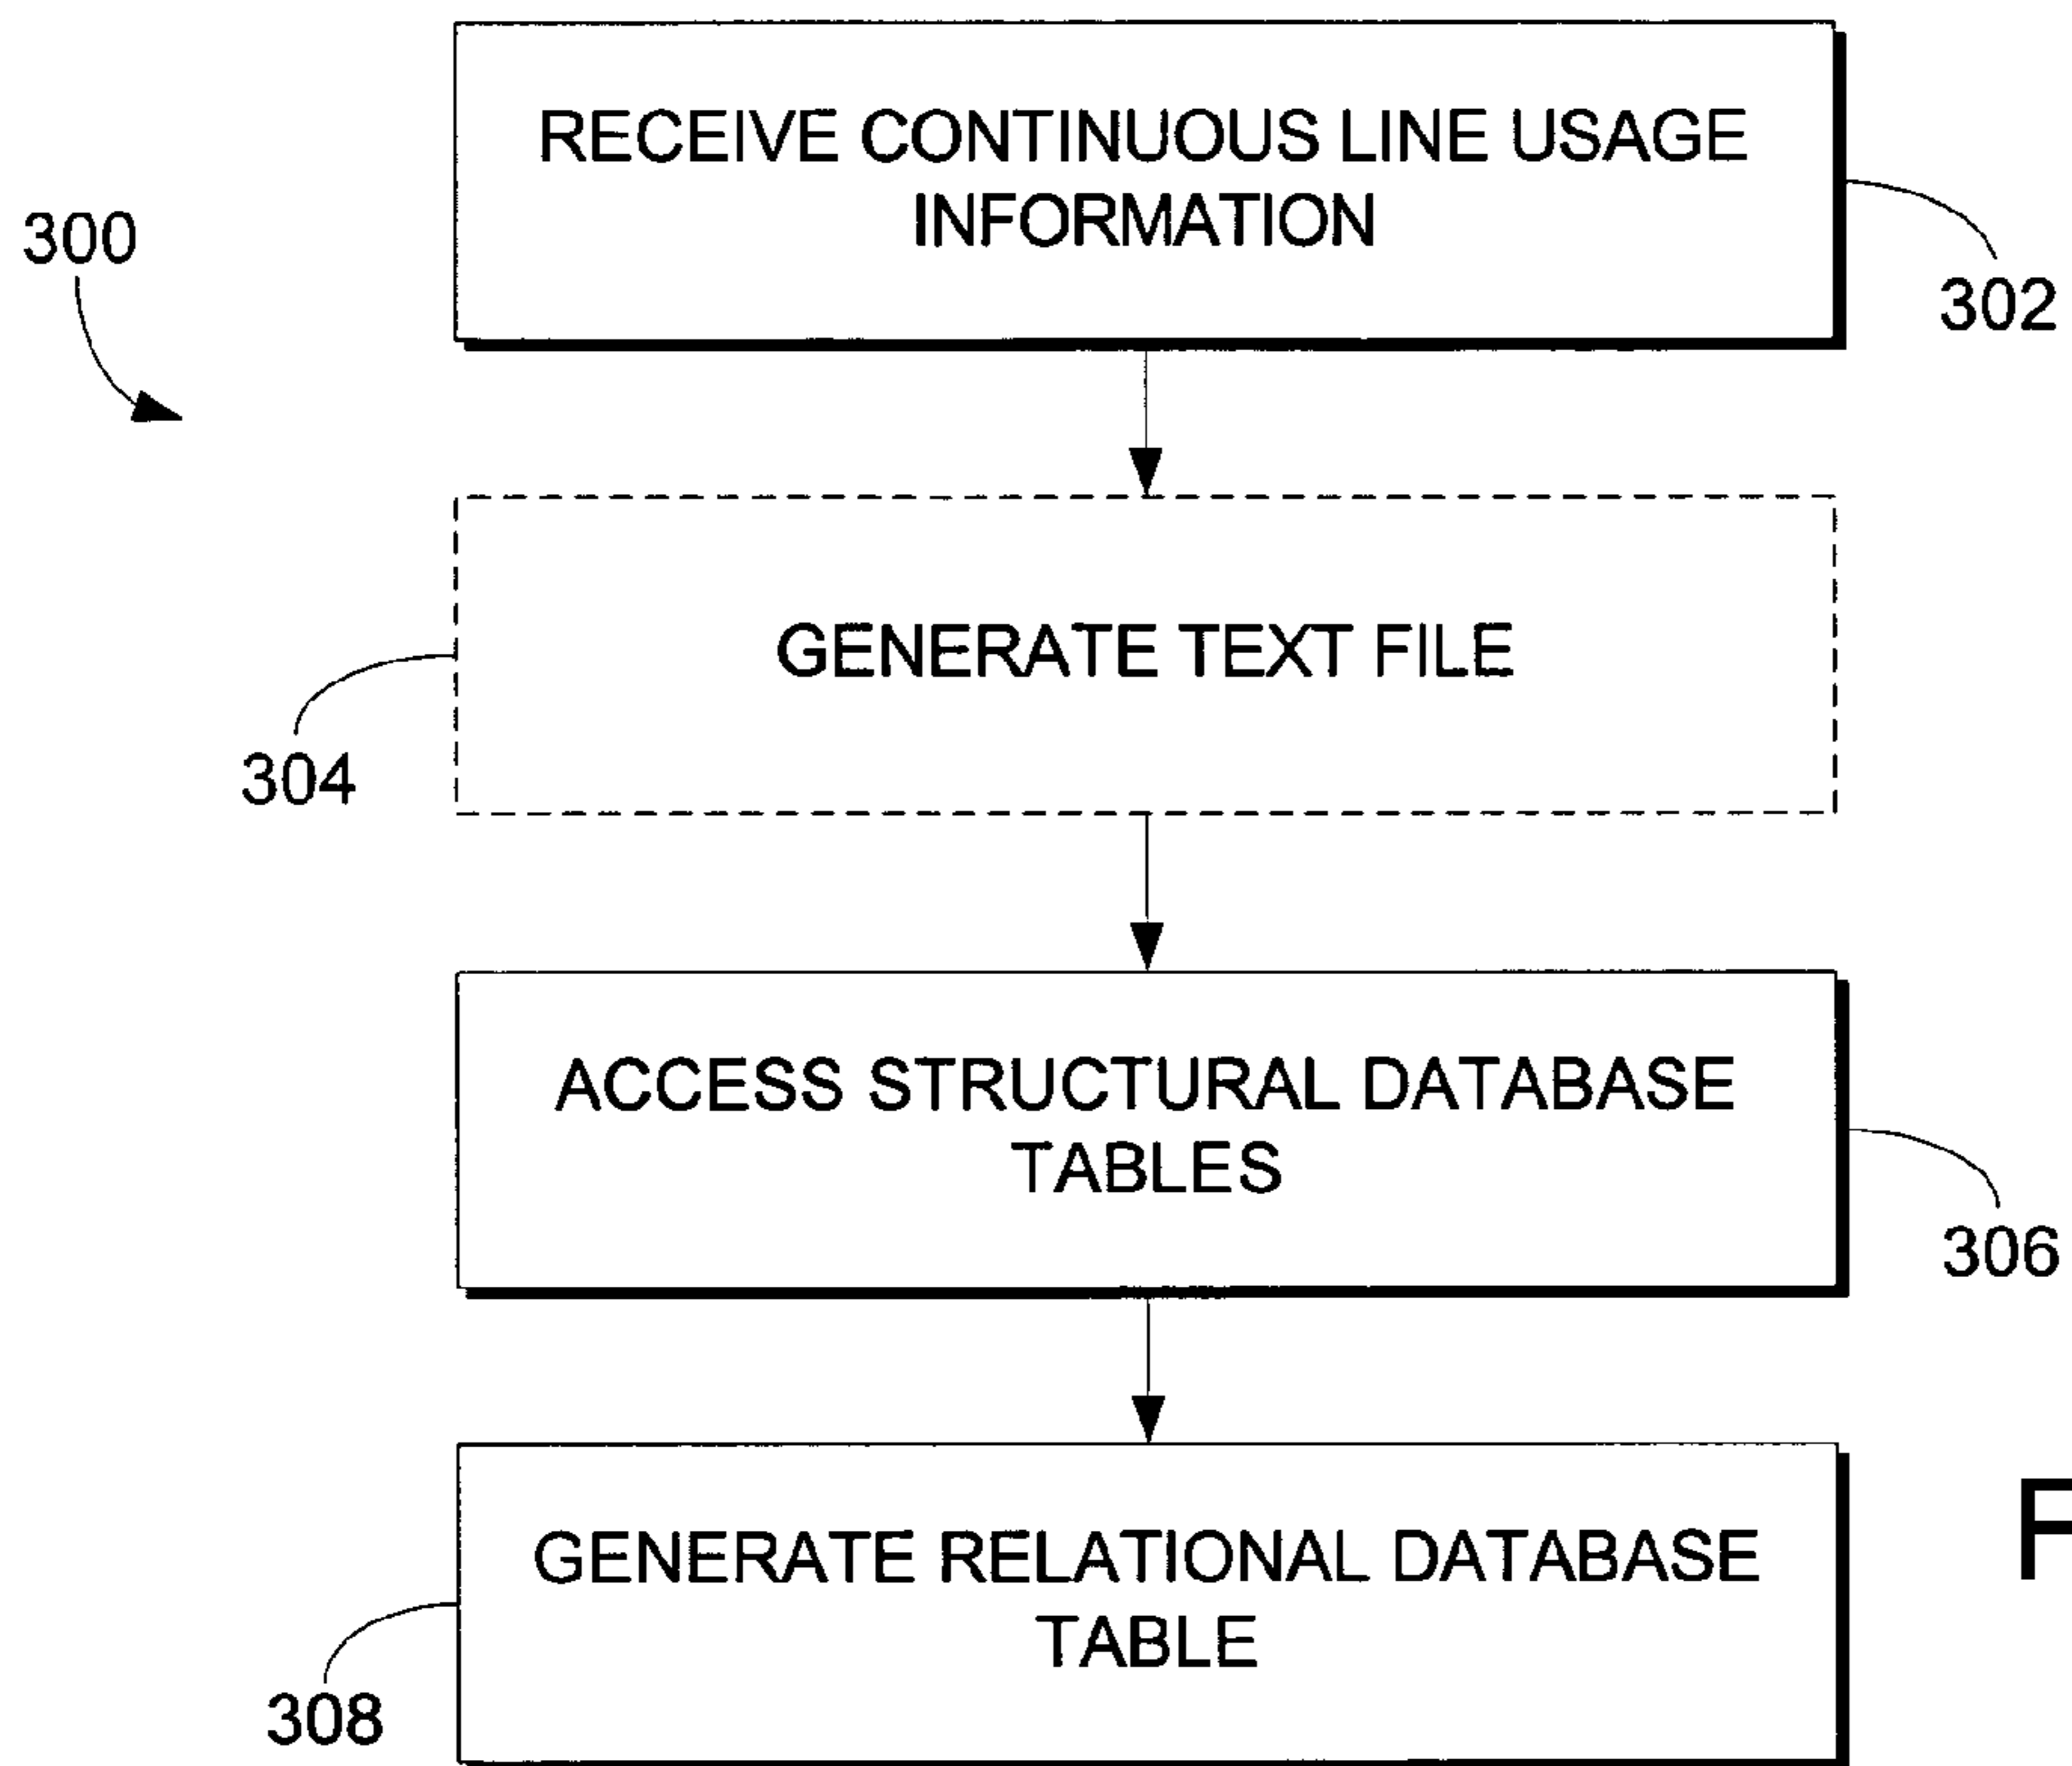 RECEIVE CONTINUOUS LINE USAGE
INFORMATION
300
302
GENERATE TEXT FILE
304
ACCESS STRUCTURAL DATABASE
TABLES
306
GENERATE RELATIONAL DATABASE
TABLE
308
F